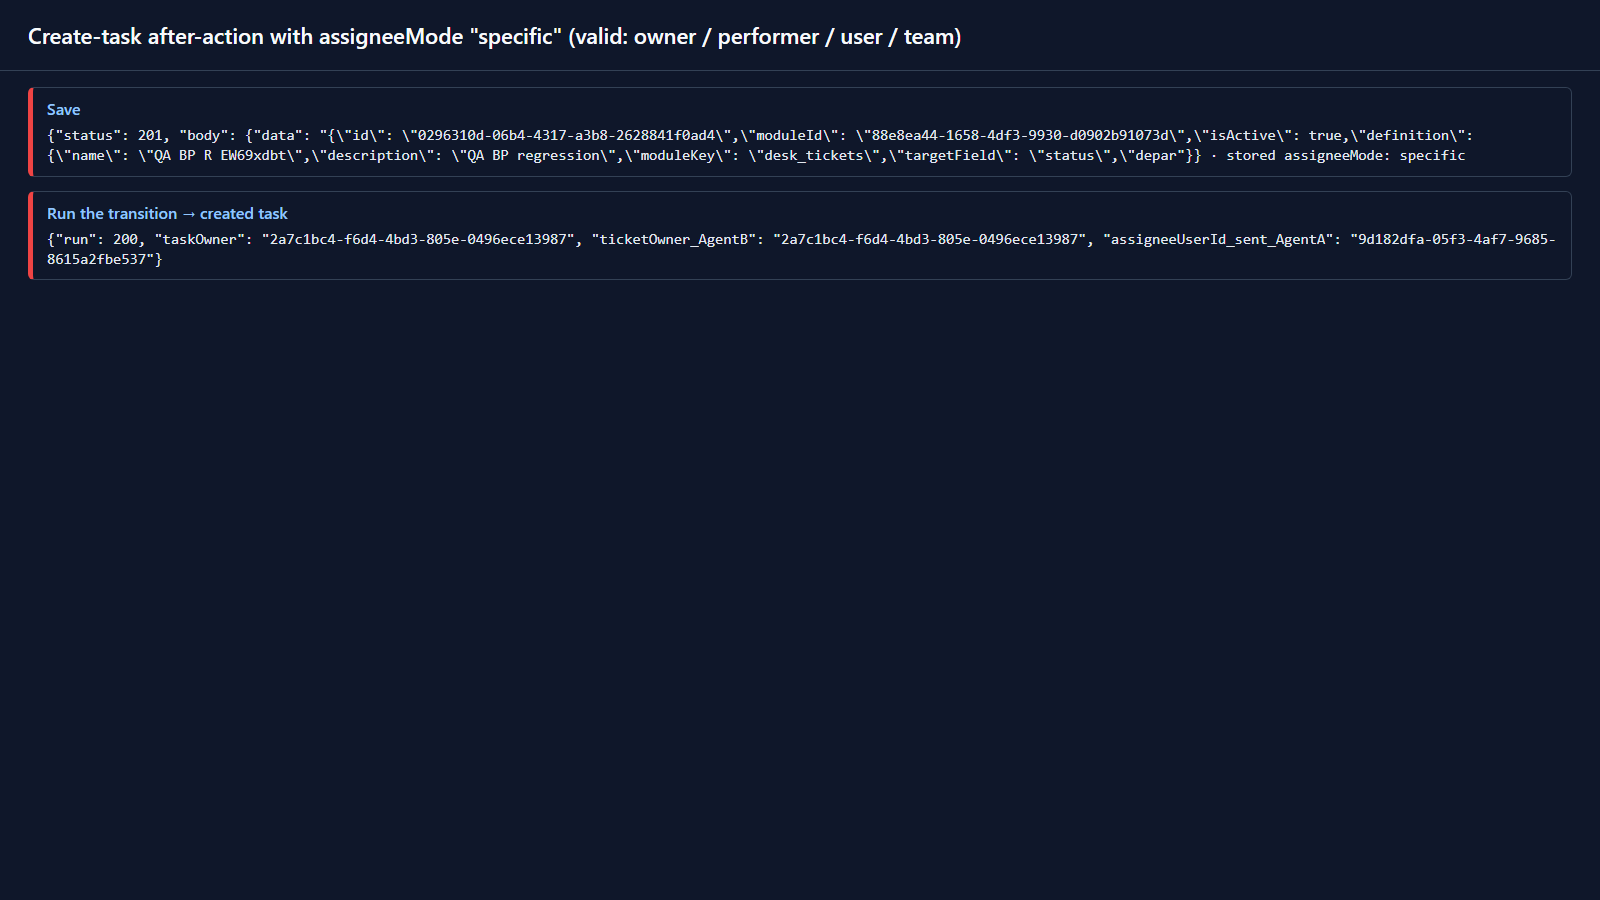 Create-task after-action with assigneeMode "specific" (valid: owner / performer / user / team)
Save
{"status": 201, "body": {"data": "{\"id\": \"0296310d-06b4-4317-a3b8-2628841f0ad4\",\"moduleId\": \"88e8ea44-1658-4df3-9930-d0902b91073d\",\"isActive\": true,\"definition\":
{\"name\": \"QA BP R EW69xdbt\",\"description\": \"QA BP regression\",\"moduleKey\": \"desk_tickets\",\"targetField\": \"status\",\"depar"}} · stored assigneeMode: specific
Run the transition → created task
{"run": 200, "taskOwner": "2a7c1bc4-f6d4-4bd3-805e-0496ece13987", "ticketOwner_AgentB": "2a7c1bc4-f6d4-4bd3-805e-0496ece13987", "assigneeUserId_sent_AgentA": "9d182dfa-05f3-4af7-9685-
8615a2fbe537"}